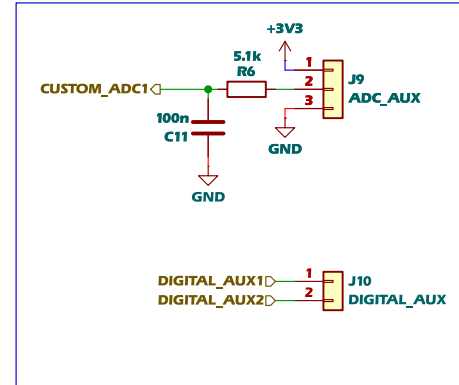 +3V3
5.1k
R6
1
J9
CUSTOM_ADC1
2
ADC_AUX
3
100n
C11
GND
GND
DIGITAL_AUX1
1
J10
DIGITAL_AUX2
2
DIGITAL_AUX